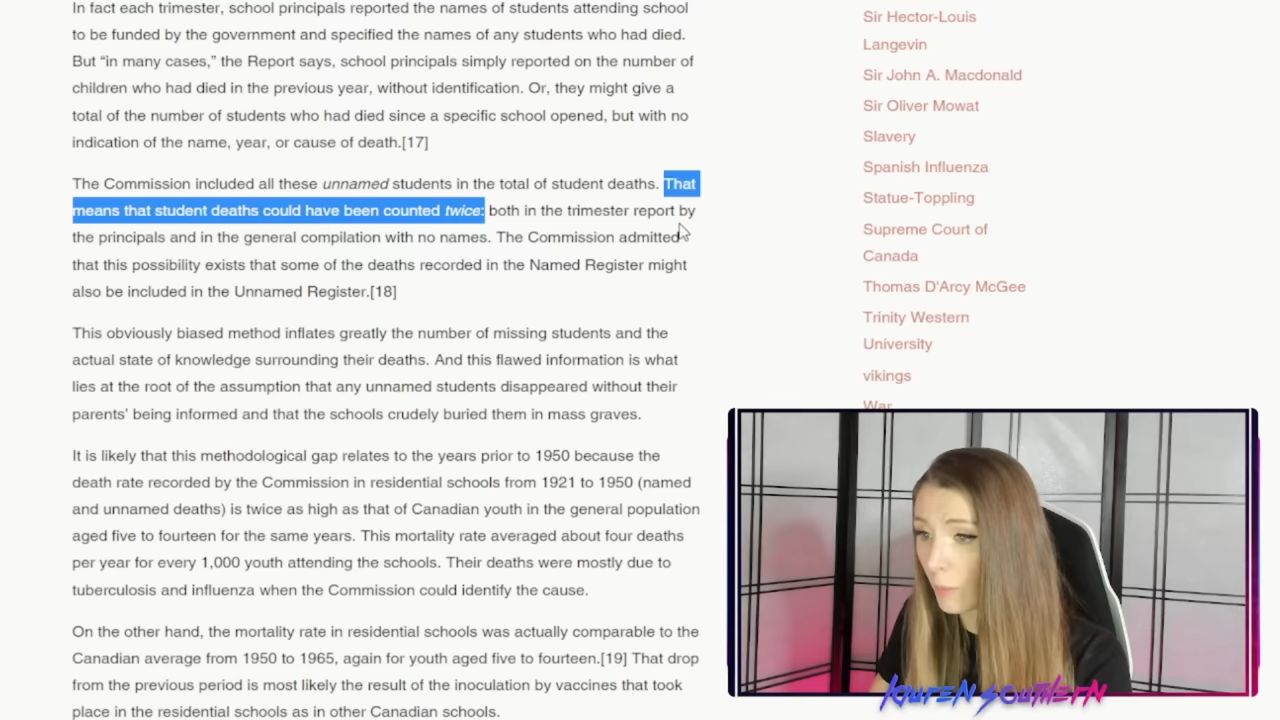 In fact each trimester, school principals reported the names of students attending school
to be funded by the government and specified the names of any students who had died.
But “in many cases,” the Report says, school principals simply reported on the number of
children who had died in the previous year, without identification. Or, they might give a
total of the number of students who had died since a specific school opened, but with no
indication of the name, year, or cause of death.[17]
The Commission included all these unnamed students in the total of student deaths. That
means that student deaths could have been counted twice: both in the trimester report by
the principals and in the general compilation with no names. The Commission admitted
that this possibility exists that some of the deaths recorded in the Named Register might
also be included in the Unnamed Register.[18]
This obviously biased method inflates greatly the number of missing students and the
actual state of knowledge surrounding their deaths. And this flawed information is what
lies at the root of the assumption that any unnamed students disappeared without their
parents’ being informed and that the schools crudely buried them in mass graves.
It is likely that this methodological gap relates to the years prior to 1950 because the
death rate recorded by the Commission in residential schools from 1921 to 1950 (named
and unnamed deaths) is twice as high as that of Canadian youth in the general population
aged five to fourteen for the same years. This mortality rate averaged about four deaths
per year for every 1,000 youth attending the schools. Their deaths were mostly due to
tuberculosis and influenza when the Commission could identify the cause.
On the other hand, the mortality rate in residential schools was actually comparable to the
Canadian average from 1950 to 1965, again for youth aged five to fourteen.[19] That drop
from the previous period is most likely the result of the inoculation by vaccines that took
place in the residential schools as in other Canadian schools.
Sir Hector-Louis
Langevin
Sir John A. Macdonald
Sir Oliver Mowat
Slavery
Spanish Influenza
Statue-Toppling
Supreme Court of
Canada
Thomas D'Arcy McGee
Trinity Western
University
vikings
War
LAUREN SOUTHERN